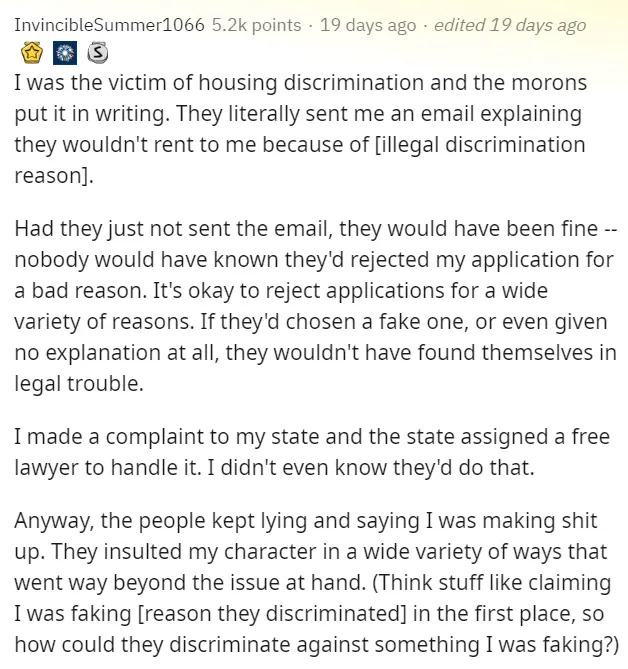 InvincibleSummer1066 5.2k points · 19 days ago · edited 19 days ago
S
I was the victim of housing discrimination and the morons
put it in writing. They literally sent me an email explaining
they wouldn't rent to me because of [illegal discrimination
reason].
Had they just not sent the email, they would have been fine --
nobody would have known they'd rejected my application for
a bad reason. It's okay to reject applications for a wide
variety of reasons. If they'd chosen a fake one, or even given
no explanation at all, they wouldn't have found themselves in
legal trouble.
I made a complaint to my state and the state assigned a free
lawyer to handle it. I didn't even know they'd do that.
Anyway, the people kept lying and saying I was making shit
up. They insulted my character in a wide variety of ways that
went way beyond the issue at hand. (Think stuff like claiming
I was faking [reason they discriminated] in the first place, so
how could they discriminate against something I was faking?)